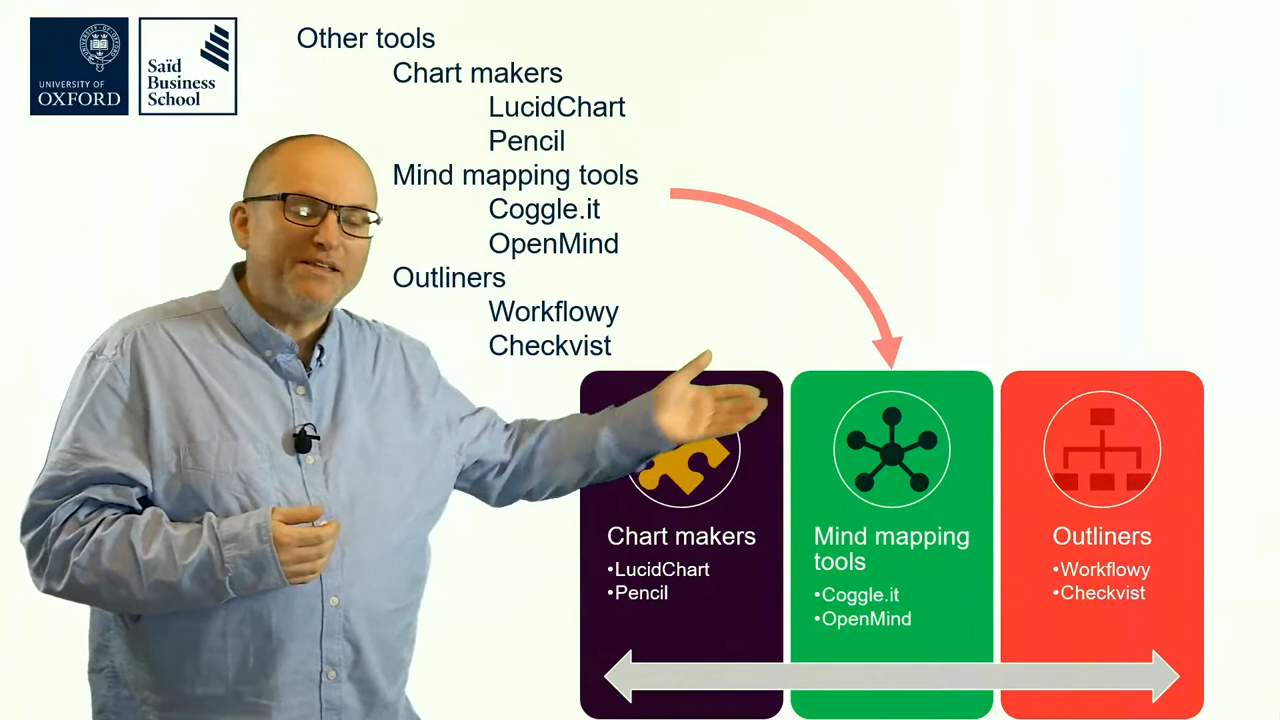 UNIVERSITY OF
OXFORD
Saïd
Business
School
Other tools
Chart makers
LucidChart
Pencil
Mind mapping tools
Coggle.it
OpenMind
Outliners
Workflowy
Checkvist
Chart makers
•LucidChart
•Pencil
Mind mapping
tools
•Coggle.it
•OpenMind
Outliners
•Workflowy
•Checkvist